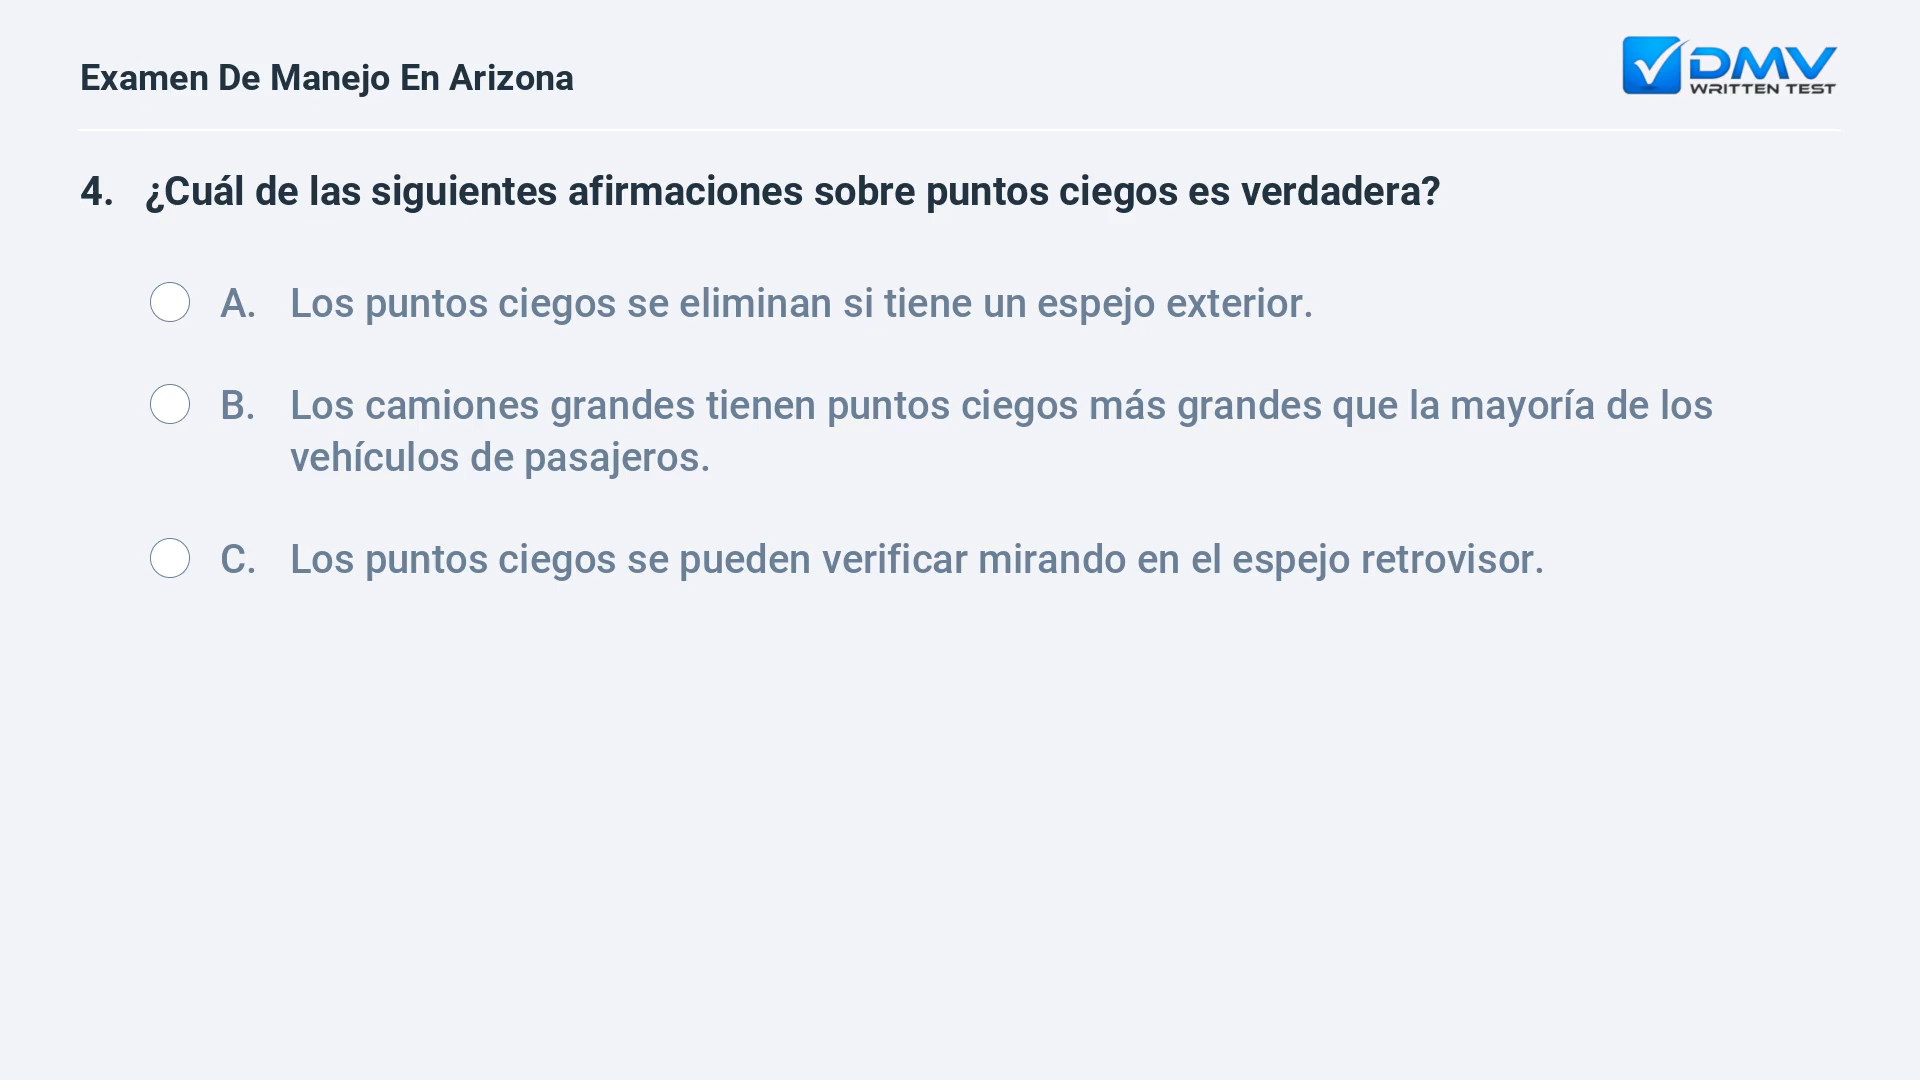 Examen De Manejo En Arizona
DMV
WRITTEN TEST
4. ¿Cuál de las siguientes afirmaciones sobre puntos ciegos es verdadera?
A. Los puntos ciegos se eliminan si tiene un espejo exterior.
B. Los camiones grandes tienen puntos ciegos más grandes que la mayoría de los
vehículos de pasajeros.
C. Los puntos ciegos se pueden verificar mirando en el espejo retrovisor.